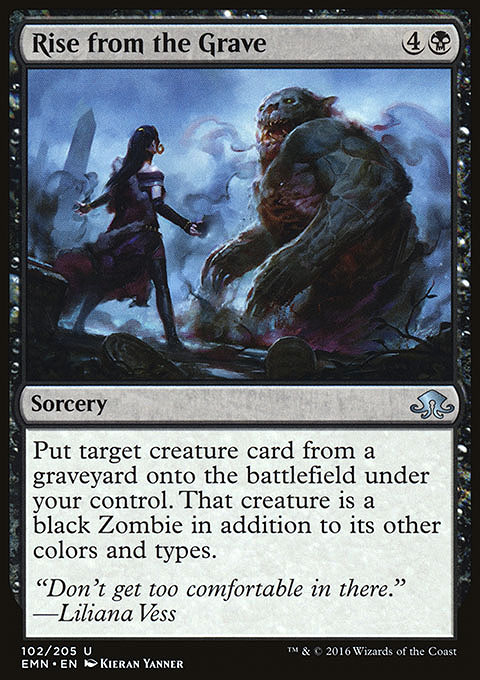 Rise from the Grave 4
Sorcery
Put target creature card from a
graveyard onto the battlefield under
your control. That creature is a
black Zombie in addition to its other
colors and types.
“Don’t get too comfortable in there.”
—Liliana Vess
102/205 U
EMN • EN Kieran Yanner
™ & © 2016 Wizards of the Coast